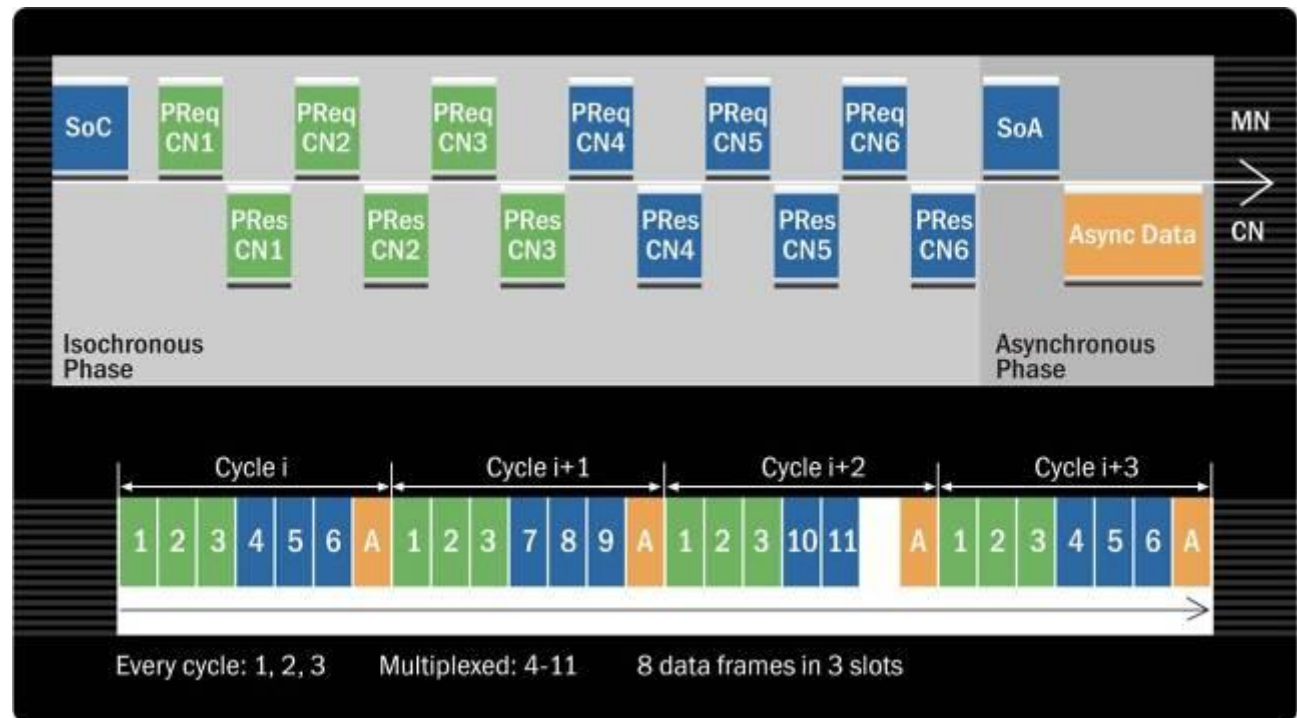 SoC
PReq
CN1
PReq
CN2
PReq
CN3
PReq
CN4
PReq
CN5
PReq
CN6
SoA
MN
PRes
CN1
PRes
CN2
PRes
CN3
PRes
CN4
PRes
CN5
PRes
CN6
Async Data
CN
Isochronous
Phase
Asynchronous
Phase
Cycle i Cycle i+1 Cycle i+2 Cycle i+3
1 2 3 4 5 6 A 1 2 3 7 8 9 A 1 2 3 10 11 A 1 2 3 4 5 6 A
Every cycle: 1, 2, 3 Multiplexed: 4-11 8 data frames in 3 slots